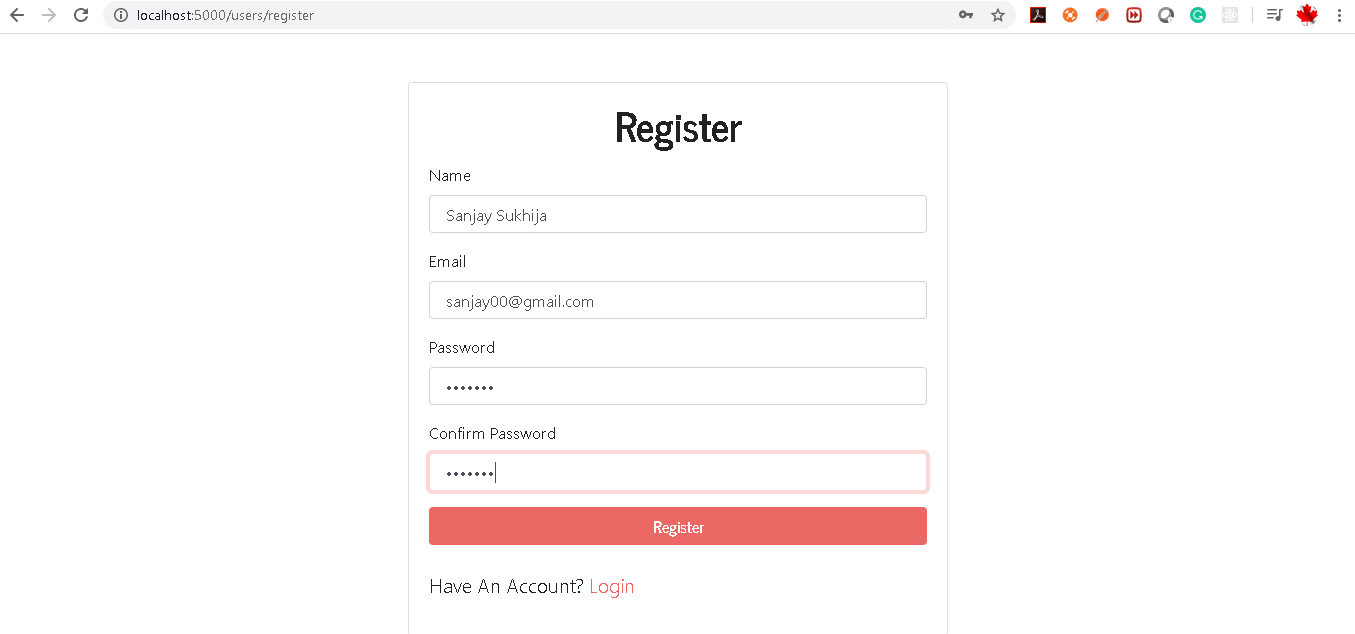 localhost:5000/users/register
Register
Name
Sanjay Sukhija
Email
sanjay00@gmail.com
Password
•••••••
Confirm Password
•••••••
Register
Have An Account? Login